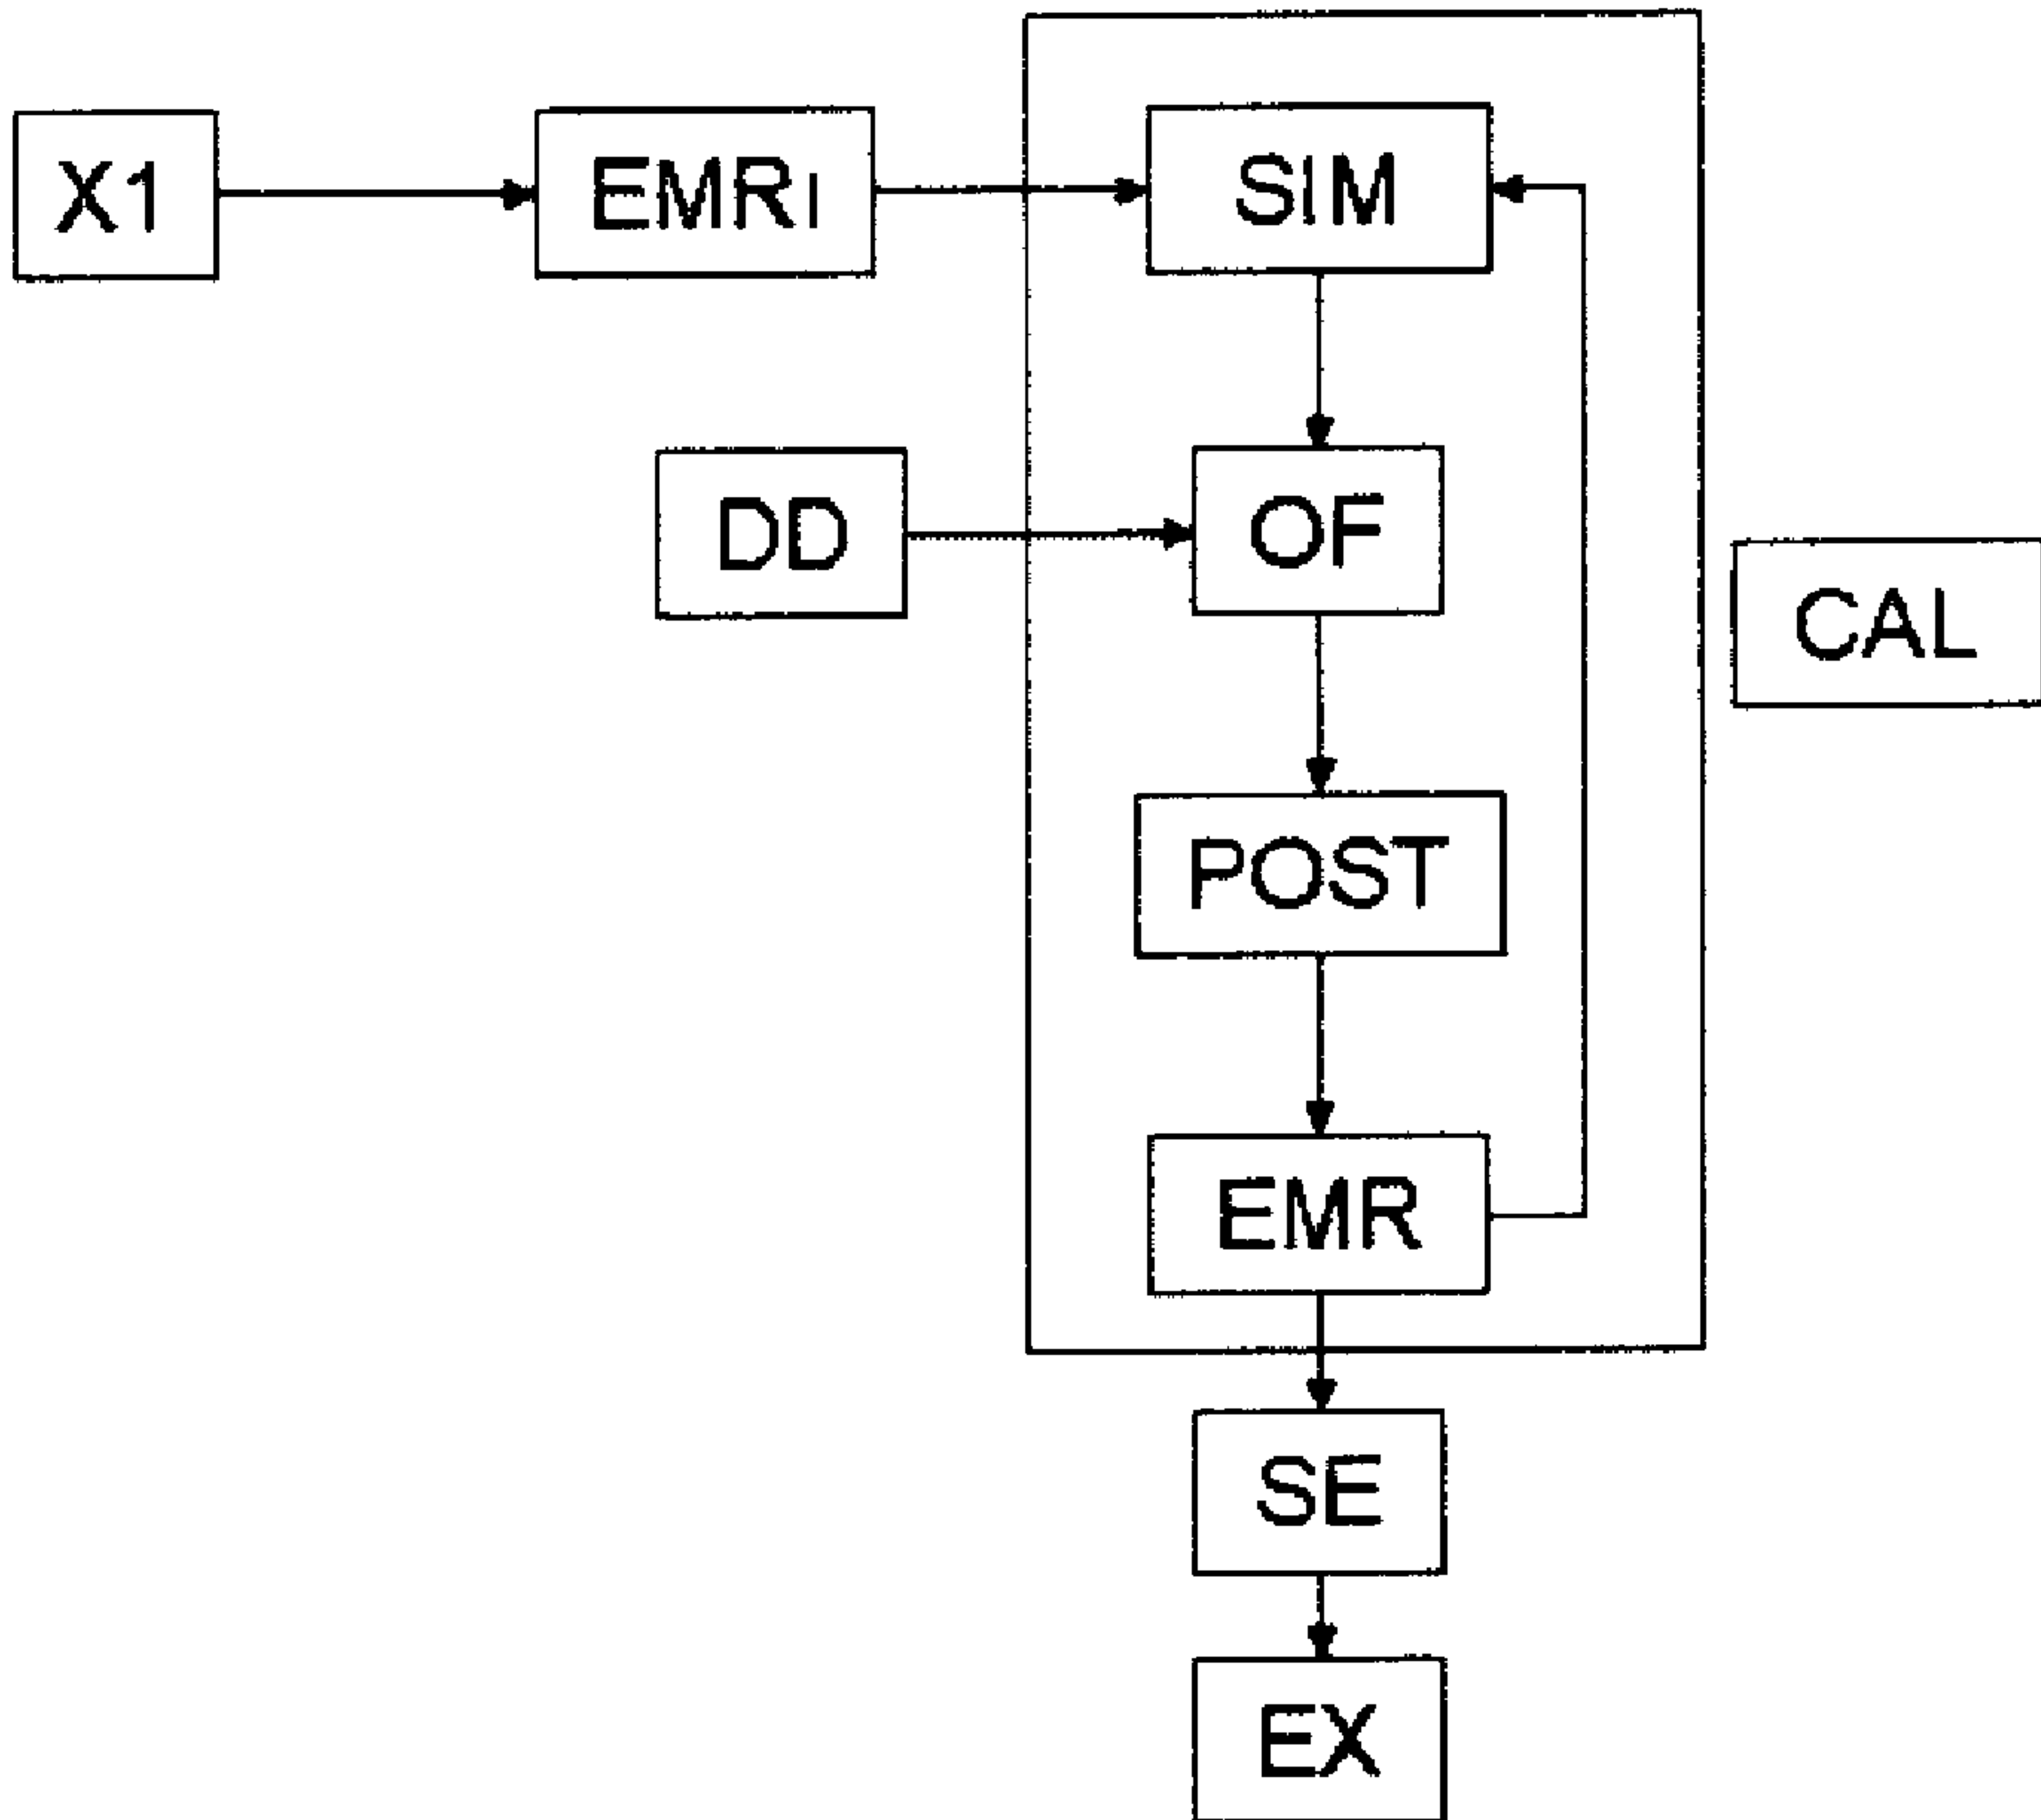 X1
EMRI
SIM
DD
OF
CAL
POST
EMR
SE
EX